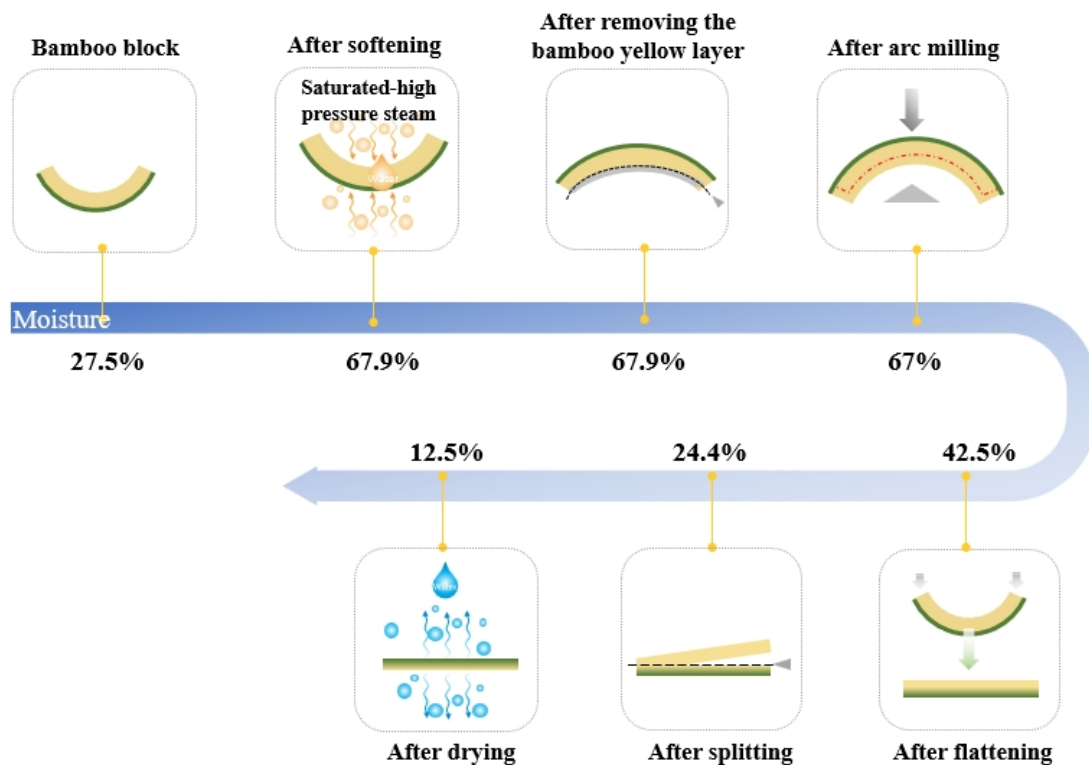 Bamboo block
After softening
After removing the
bamboo yellow layer
After arc milling
Saturated-high
pressure steam
Water
Moisture
27.5%
67.9%
67.9%
67%
12.5%
24.4%
42.5%
Water
After drying
After splitting
After flattening